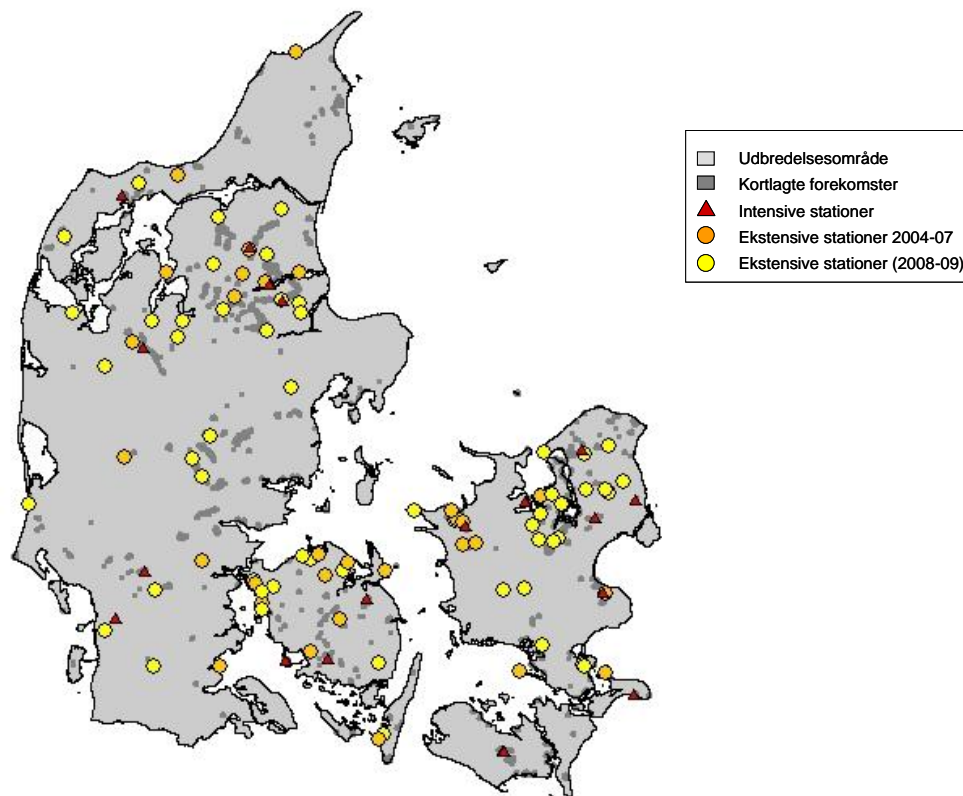 Udbredelsesområde
Kortlagte forekomster
Intensive stationer
Ekstensive stationer 2004-07
Ekstensive stationer (2008-09)